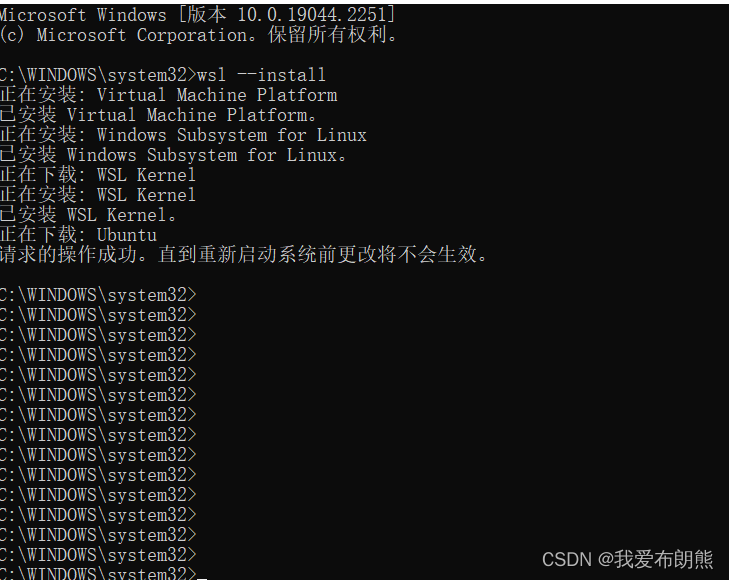 Microsoft Windows [版本 10.0.19044.2251]
(c) Microsoft Corporation。保留所有权利。
C:\WINDOWS\system32>wsl --install
正在安装: Virtual Machine Platform
已安装 Virtual Machine Platform。
正在安装: Windows Subsystem for Linux
已安装 Windows Subsystem for Linux。
正在下载: WSL Kernel
正在安装: WSL Kernel
已安装 WSL Kernel。
正在下载: Ubuntu
请求的操作成功。直到重新启动系统前更改将不会生效。
C:\WINDOWS\system32>
C:\WINDOWS\system32>
C:\WINDOWS\system32>
C:\WINDOWS\system32>
C:\WINDOWS\system32>
C:\WINDOWS\system32>
C:\WINDOWS\system32>
C:\WINDOWS\system32>
C:\WINDOWS\system32>
C:\WINDOWS\system32>
C:\WINDOWS\system32>
C:\WINDOWS\system32>
C:\WINDOWS\system32>
C:\WINDOWS\system32>
C:\WINDOWS\system32>_
CSDN @我爱布朗熊